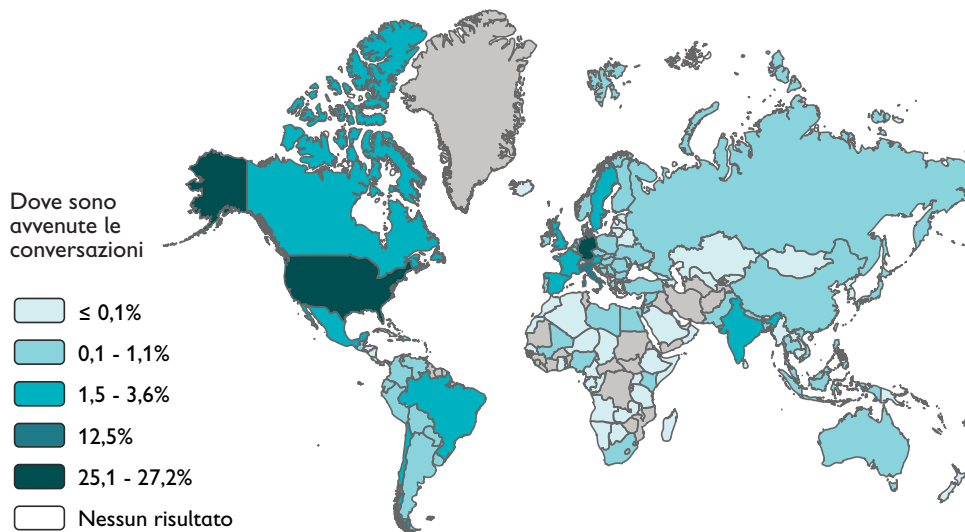 Dove sono
avvenute le
conversazioni
≤ 0,1%
0,1 - 1,1%
1,5 - 3,6%
12,5%
25,1 - 27,2%
Nessun risultato